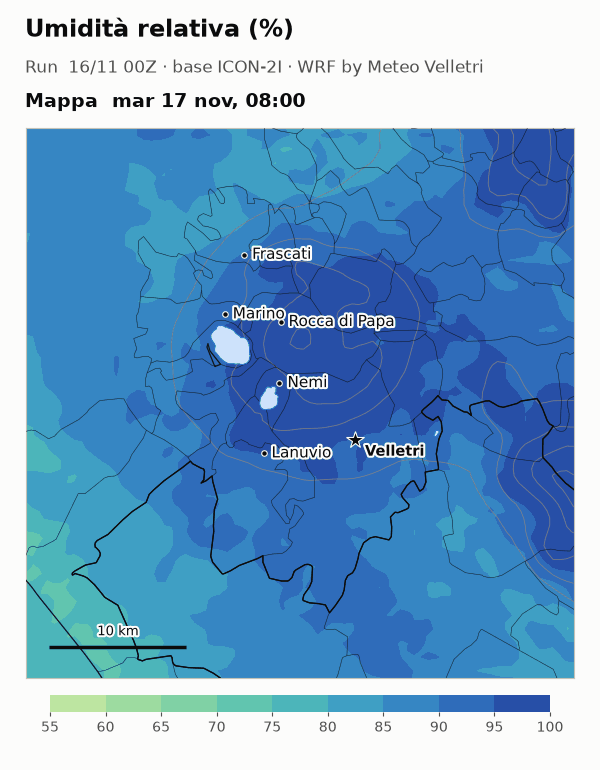 Umidità relativa (%)
Run  16/11 00Z · base ICON-2I · WRF by Meteo Velletri
Mappa  mar 17 nov, 08:00
Frascati
Marino
Rocca di Papa
Nemi
Velletri
Lanuvio
10 km
55 60 65 70 75 80 85 90 95 100